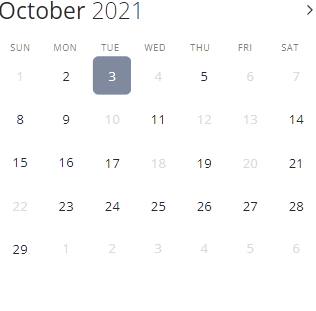 October 2021 >
SUN MON TUE WED THU FRI SAT
1 2 3 4 5 6 7
8 9 10 11 12 13 14
15 16 17 18 19 20 21
22 23 24 25 26 27 28
29 1 2 3 4 5 6